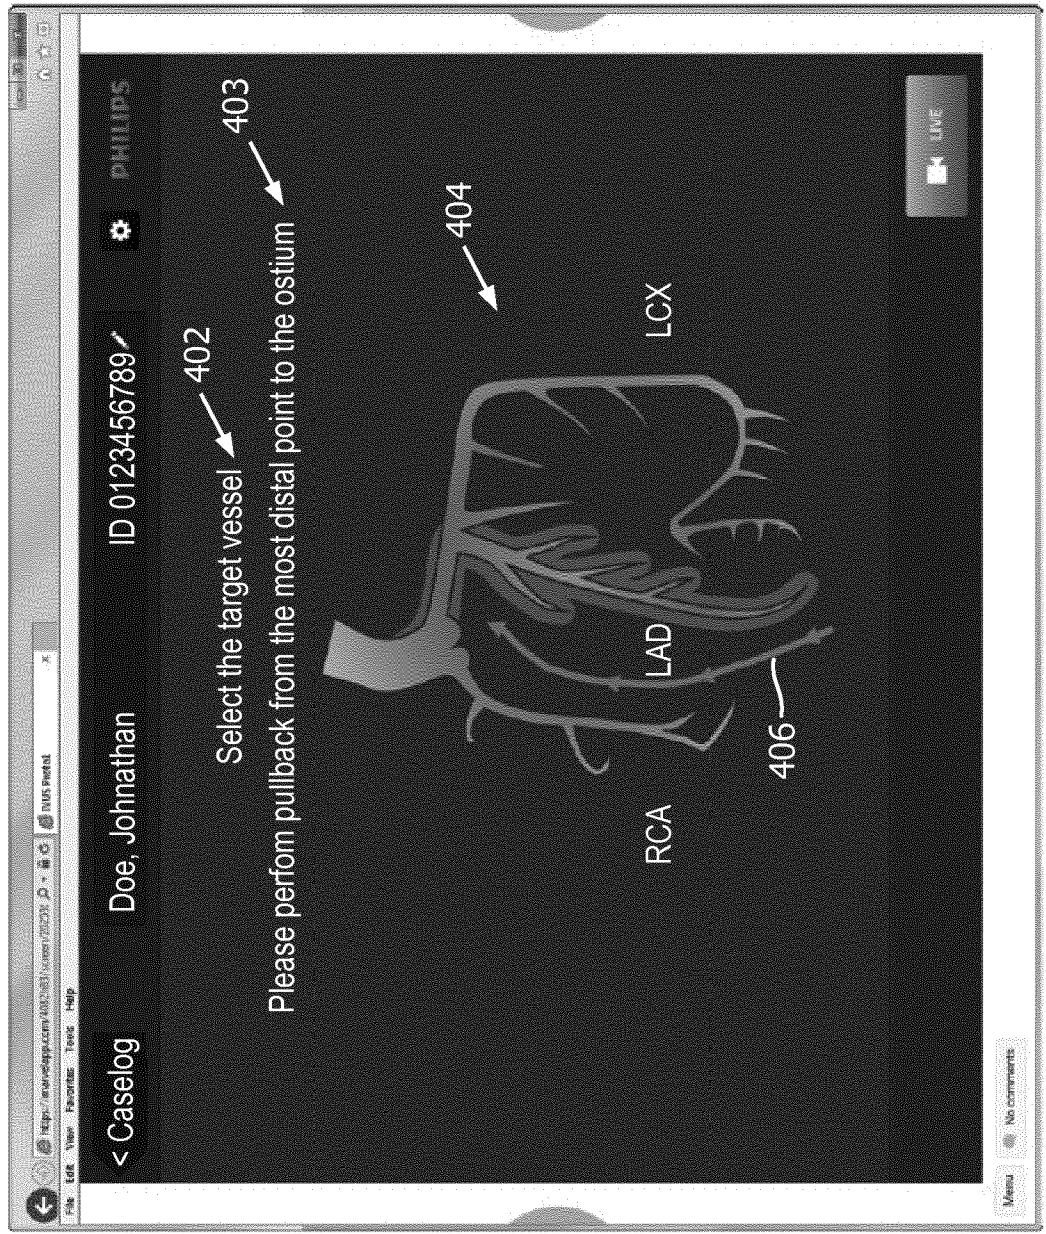 IVUS Portal
x
File Edit View Favorites Tools Help
< Caselog
Doe, Johnathan
ID 0123456789
PHILIPS
Select the target vessel
402
Please perfom pullback from the most distal point to the ostium
403
404
RCA
LAD
LCX
406
LIVE
Menu
No comments